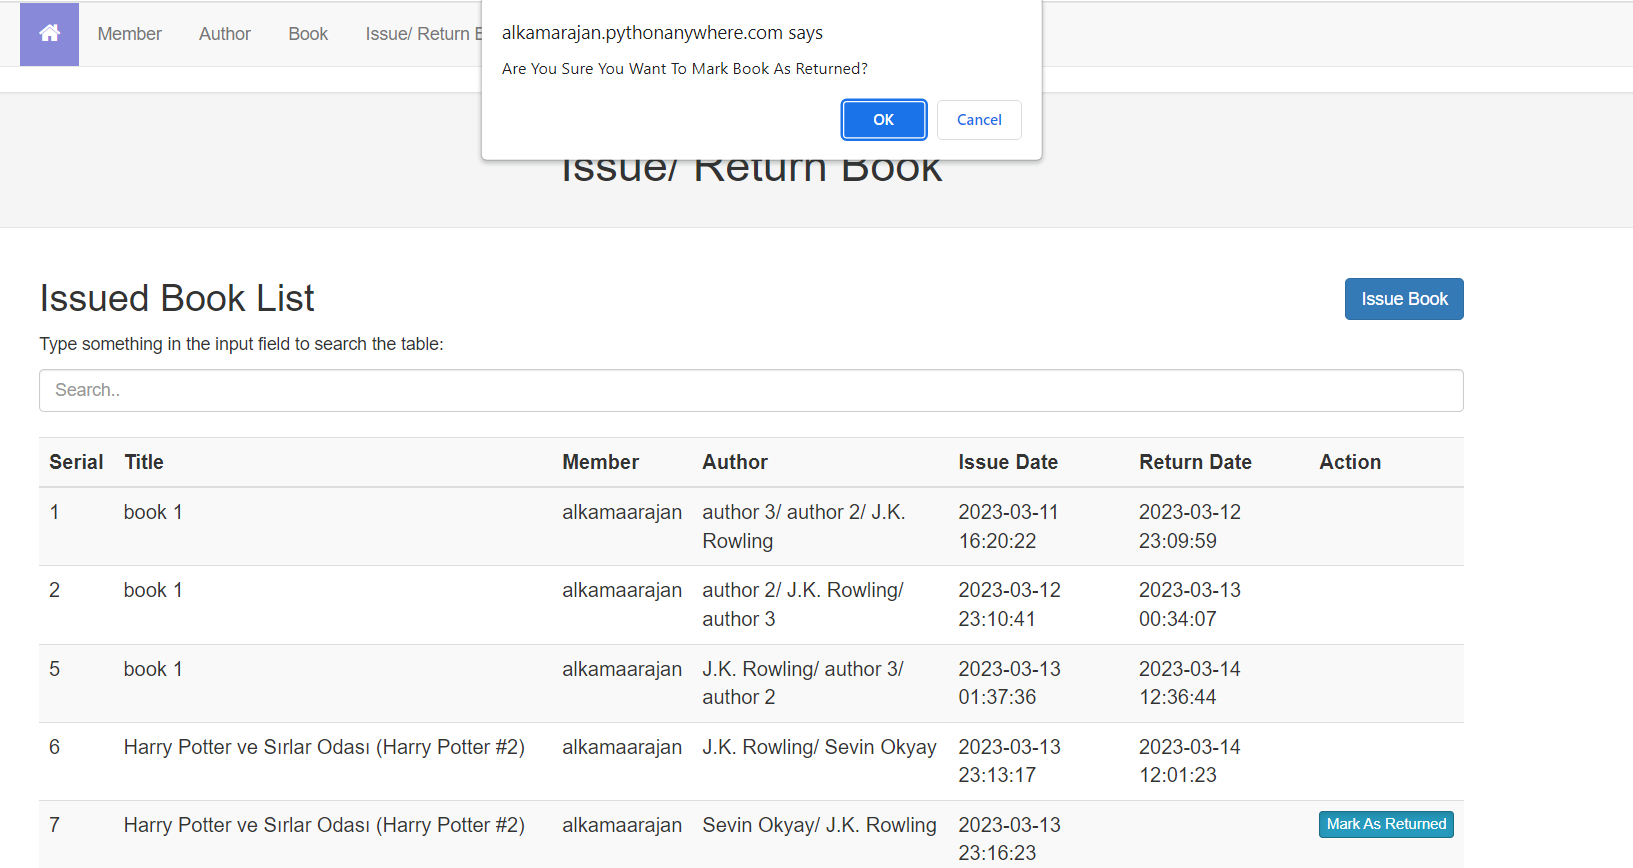 Member Author Book Issue/ Return
alkamarajan.pythonanywhere.com says
Are You Sure You Want To Mark Book As Returned?
OK Cancel
Issue/ Return Book
Issued Book List
Issue Book
Type something in the input field to search the table:
Search..
Serial Title Member Author Issue Date Return Date Action
1 book 1 alkamaarajan author 3/ author 2/ J.K. 2023-03-11 2023-03-12
Rowling 16:20:22 23:09:59
2 book 1 alkamaarajan author 2/ J.K. Rowling/ 2023-03-12 2023-03-13
author 3 23:10:41 00:34:07
5 book 1 alkamaarajan J.K. Rowling/ author 3/ 2023-03-13 2023-03-14
author 2 01:37:36 12:36:44
6 Harry Potter ve Sırlar Odası (Harry Potter #2) alkamaarajan J.K. Rowling/ Sevin Okyay 2023-03-13 2023-03-14
23:13:17 12:01:23
7 Harry Potter ve Sırlar Odası (Harry Potter #2) alkamaarajan Sevin Okyay/ J.K. Rowling 2023-03-13 Mark As Returned
23:16:23